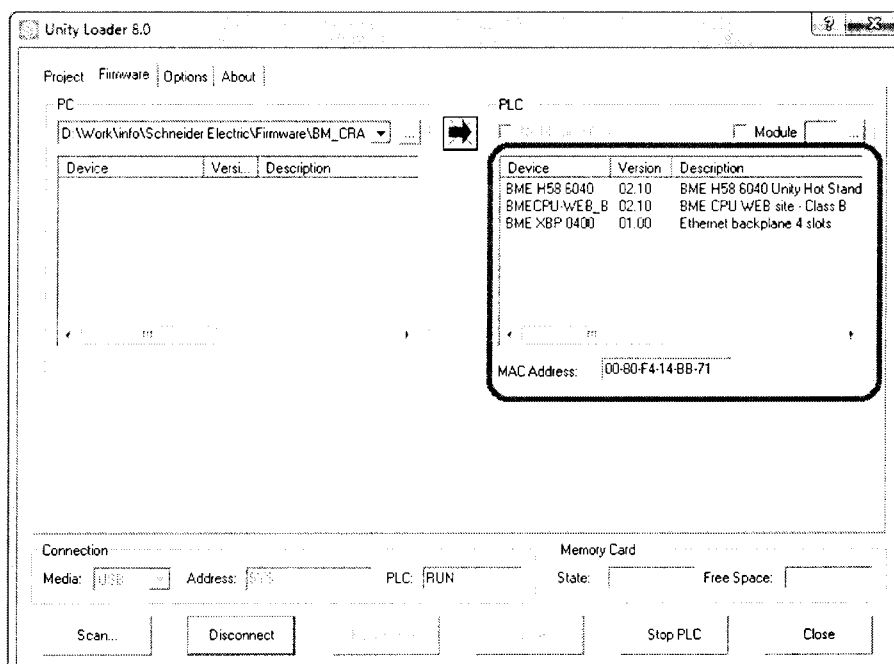 Unity Loader 8.0
Project Firmware Options About
PC
D:\Work\info\Schneider Electric\Firmware\BM_CRA ...
Device Versi... Description
PLC
Module ...
Device Version Description
BME H58 6040 02.10 BME H58 6040 Unity Hot Stand
BMECPU-WEB_B 02.10 BME CPU WEB site - Class B
BME XBP 0400 01.00 Ethernet backplane 4 slots
MAC Address: 00-80-F4-14-BB-71
Connection
Media: USB Address: SYS PLC: RUN
Memory Card
State: Free Space:
Scan... Disconnect Stop PLC Close